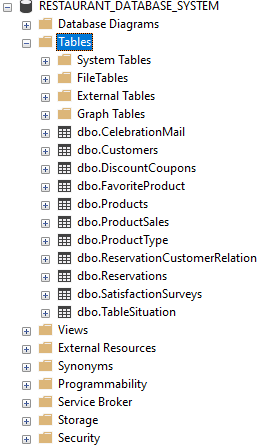 RESTAURANT_DATABASE_SYSTEM
Database Diagrams
Tables
System Tables
FileTables
External Tables
Graph Tables
dbo.CelebrationMail
dbo.Customers
dbo.DiscountCoupons
dbo.FavoriteProduct
dbo.Products
dbo.ProductSales
dbo.ProductType
dbo.ReservationCustomerRelation
dbo.Reservations
dbo.SatisfactionSurveys
dbo.TableSituation
Views
External Resources
Synonyms
Programmability
Service Broker
Storage
Security